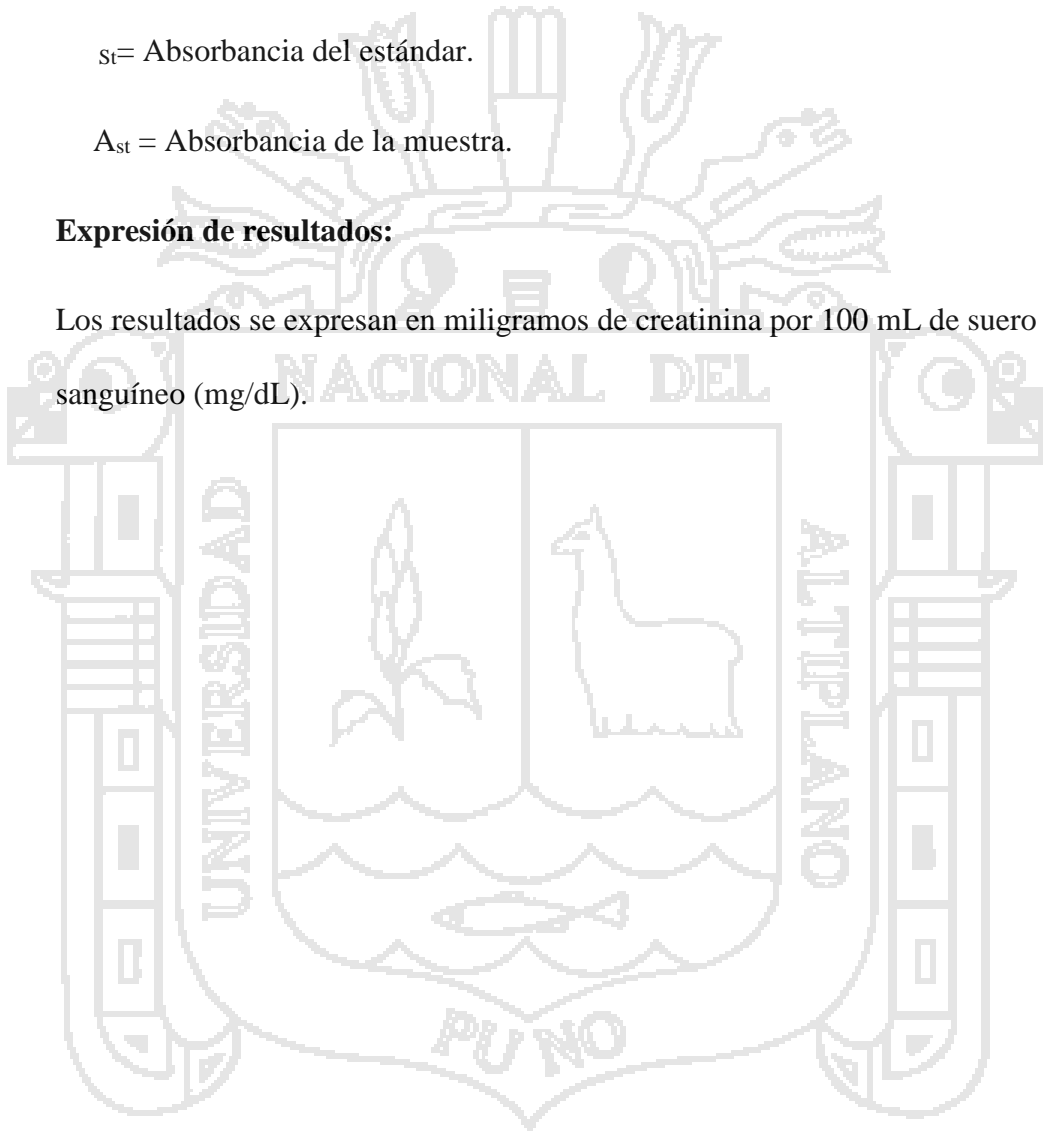 St= Absorbancia del estándar.
Ast = Absorbancia de la muestra.
Expresión de resultados:
Los resultados se expresan en miligramos de creatinina por 100 mL de suero
sanguíneo (mg/dL).
NACIONAL DEL
UNIVERSIDAD
ALTIPLANO
PUNO